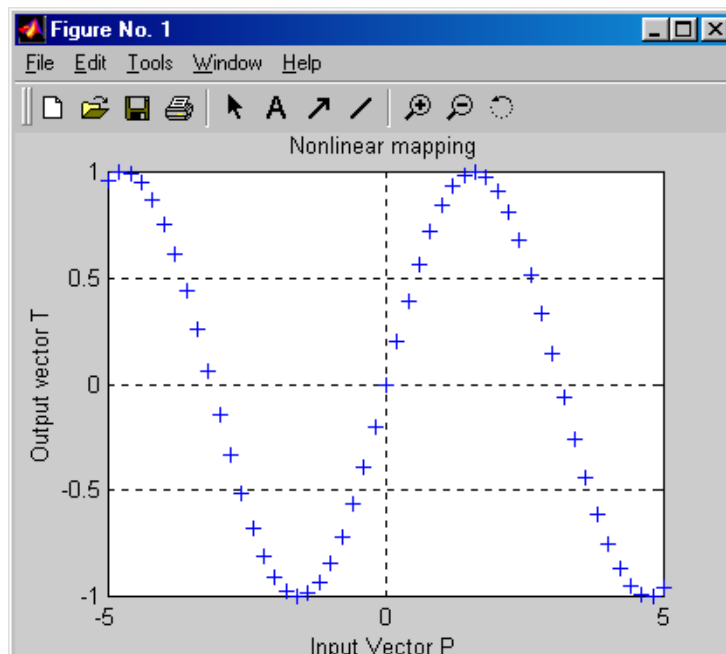 Figure No. 1
File Edit Tools Window Help
A
Nonlinear mapping
1
0.5
0
-0.5
-1
Output vector T
-5 0 5
Input Vector P